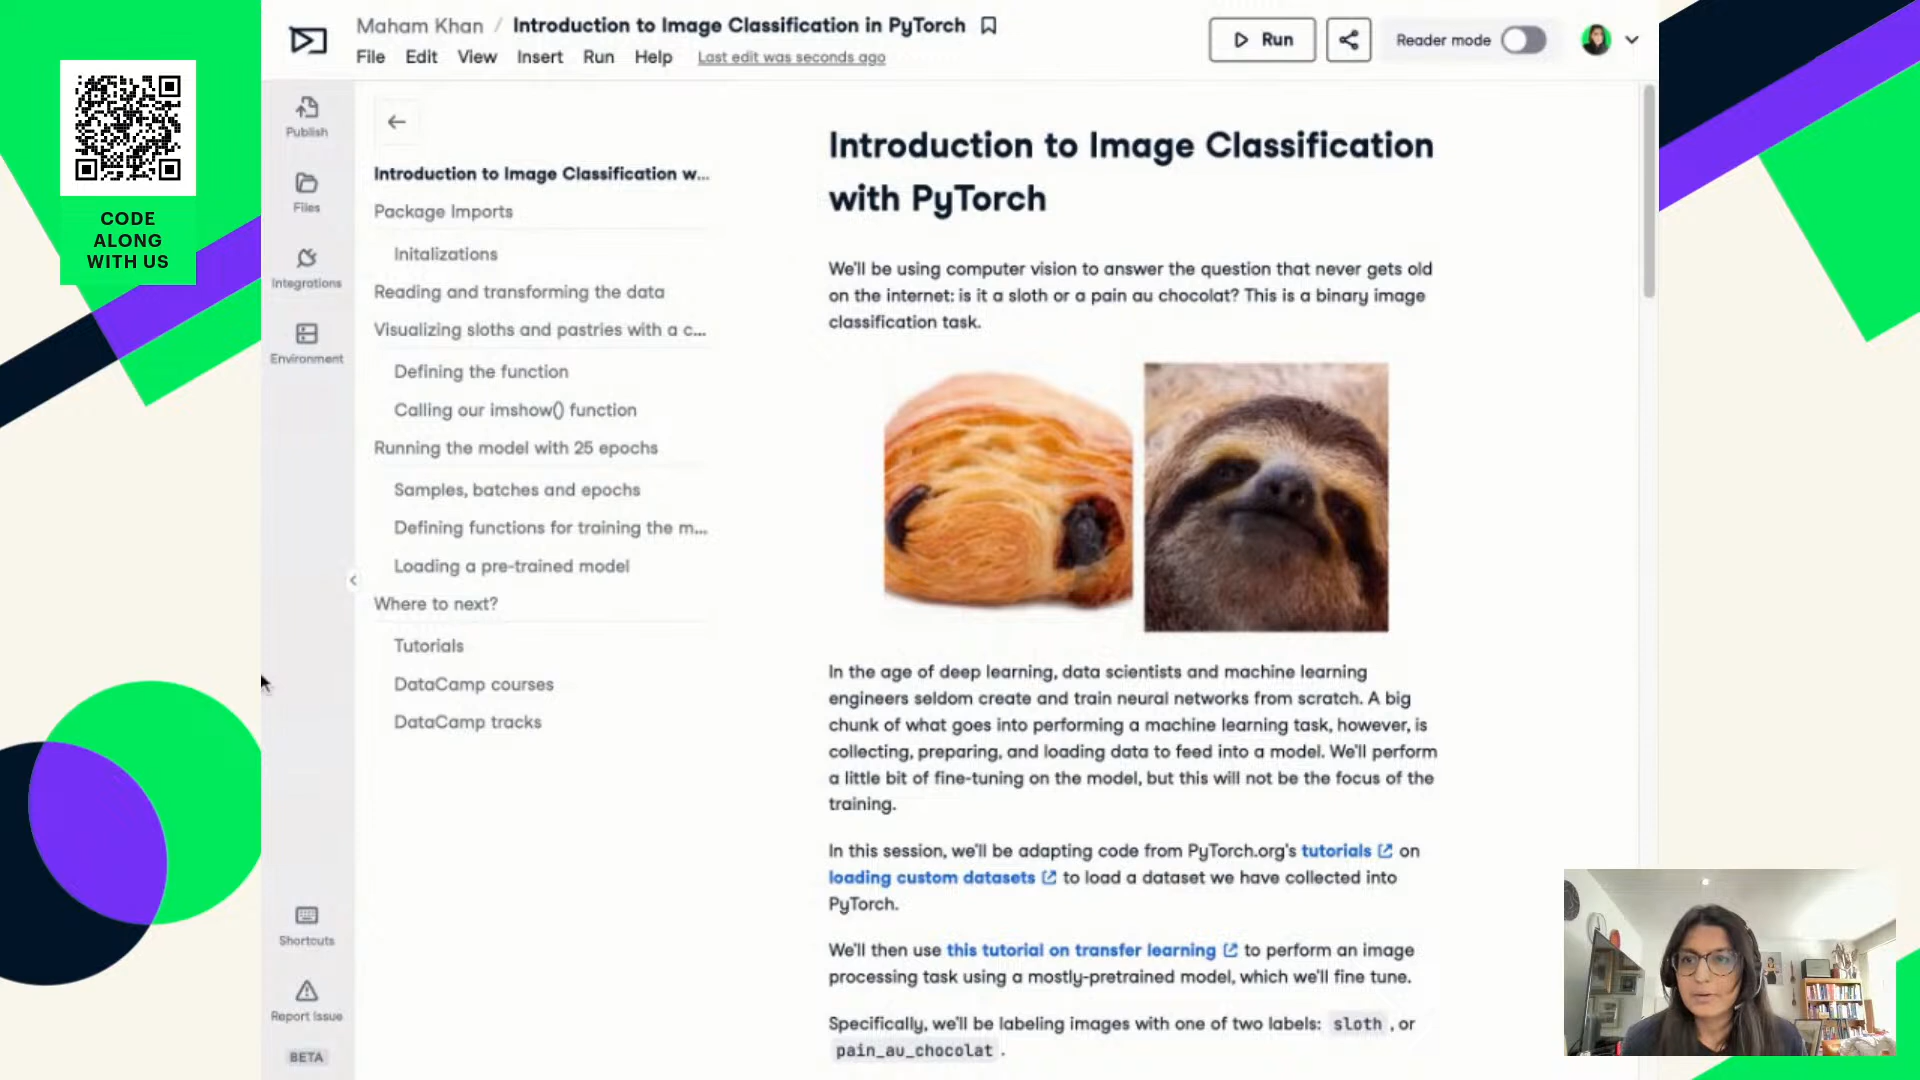 CODE
ALONG
WITH US
Maham Khan / Introduction to Image Classification in PyTorch
File Edit View Insert Run Help Last edit was seconds ago
Run
Reader mode
Publish
Files
Integrations
Environment
Shortcuts
Report Issue
BETA
Introduction to Image Classification w...
Package Imports
Initalizations
Reading and transforming the data
Visualizing sloths and pastries with a c...
Defining the function
Calling our imshow() function
Running the model with 25 epochs
Samples, batches and epochs
Defining functions for training the m...
Loading a pre-trained model
Where to next?
Tutorials
DataCamp courses
DataCamp tracks
Introduction to Image Classification
with PyTorch
We'll be using computer vision to answer the question that never gets old
on the internet: is it a sloth or a pain au chocolat? This is a binary image
classification task.
In the age of deep learning, data scientists and machine learning
engineers seldom create and train neural networks from scratch. A big
chunk of what goes into performing a machine learning task, however, is
collecting, preparing, and loading data to feed into a model. We'll perform
a little bit of fine-tuning on the model, but this will not be the focus of the
training.
In this session, we'll be adapting code from PyTorch.org's tutorials on
loading custom datasets to load a dataset we have collected into
PyTorch.
We'll then use this tutorial on transfer learning to perform an image
processing task using a mostly-pretrained model, which we'll fine tune.
Specifically, we'll be labeling images with one of two labels: sloth , or
pain_au_chocolat .